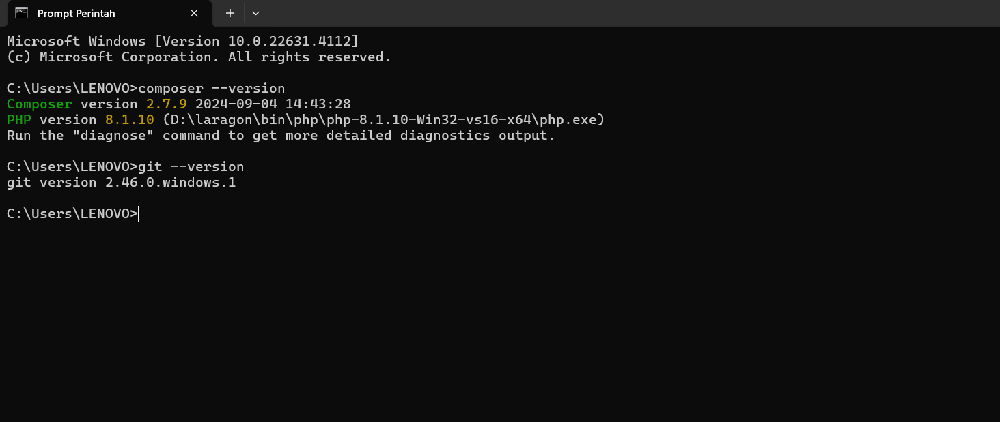 Prompt Perintah
Microsoft Windows [Version 10.0.22631.4112]
(c) Microsoft Corporation. All rights reserved.
C:\Users\LENOVO>composer --version
Composer version 2.7.9 2024-09-04 14:43:28
PHP version 8.1.10 (D:\laragon\bin\php\php-8.1.10-Win32-vs16-x64\php.exe)
Run the "diagnose" command to get more detailed diagnostics output.
C:\Users\LENOVO>git --version
git version 2.46.0.windows.1
C:\Users\LENOVO>